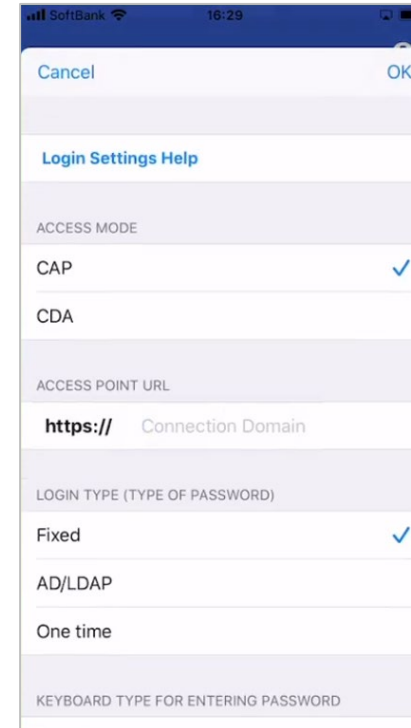 SoftBank 16:29
Cancel OK
Login Settings Help
ACCESS MODE
CAP
CDA
ACCESS POINT URL
https:// Connection Domain
LOGIN TYPE (TYPE OF PASSWORD)
Fixed
AD/LDAP
One time
KEYBOARD TYPE FOR ENTERING PASSWORD